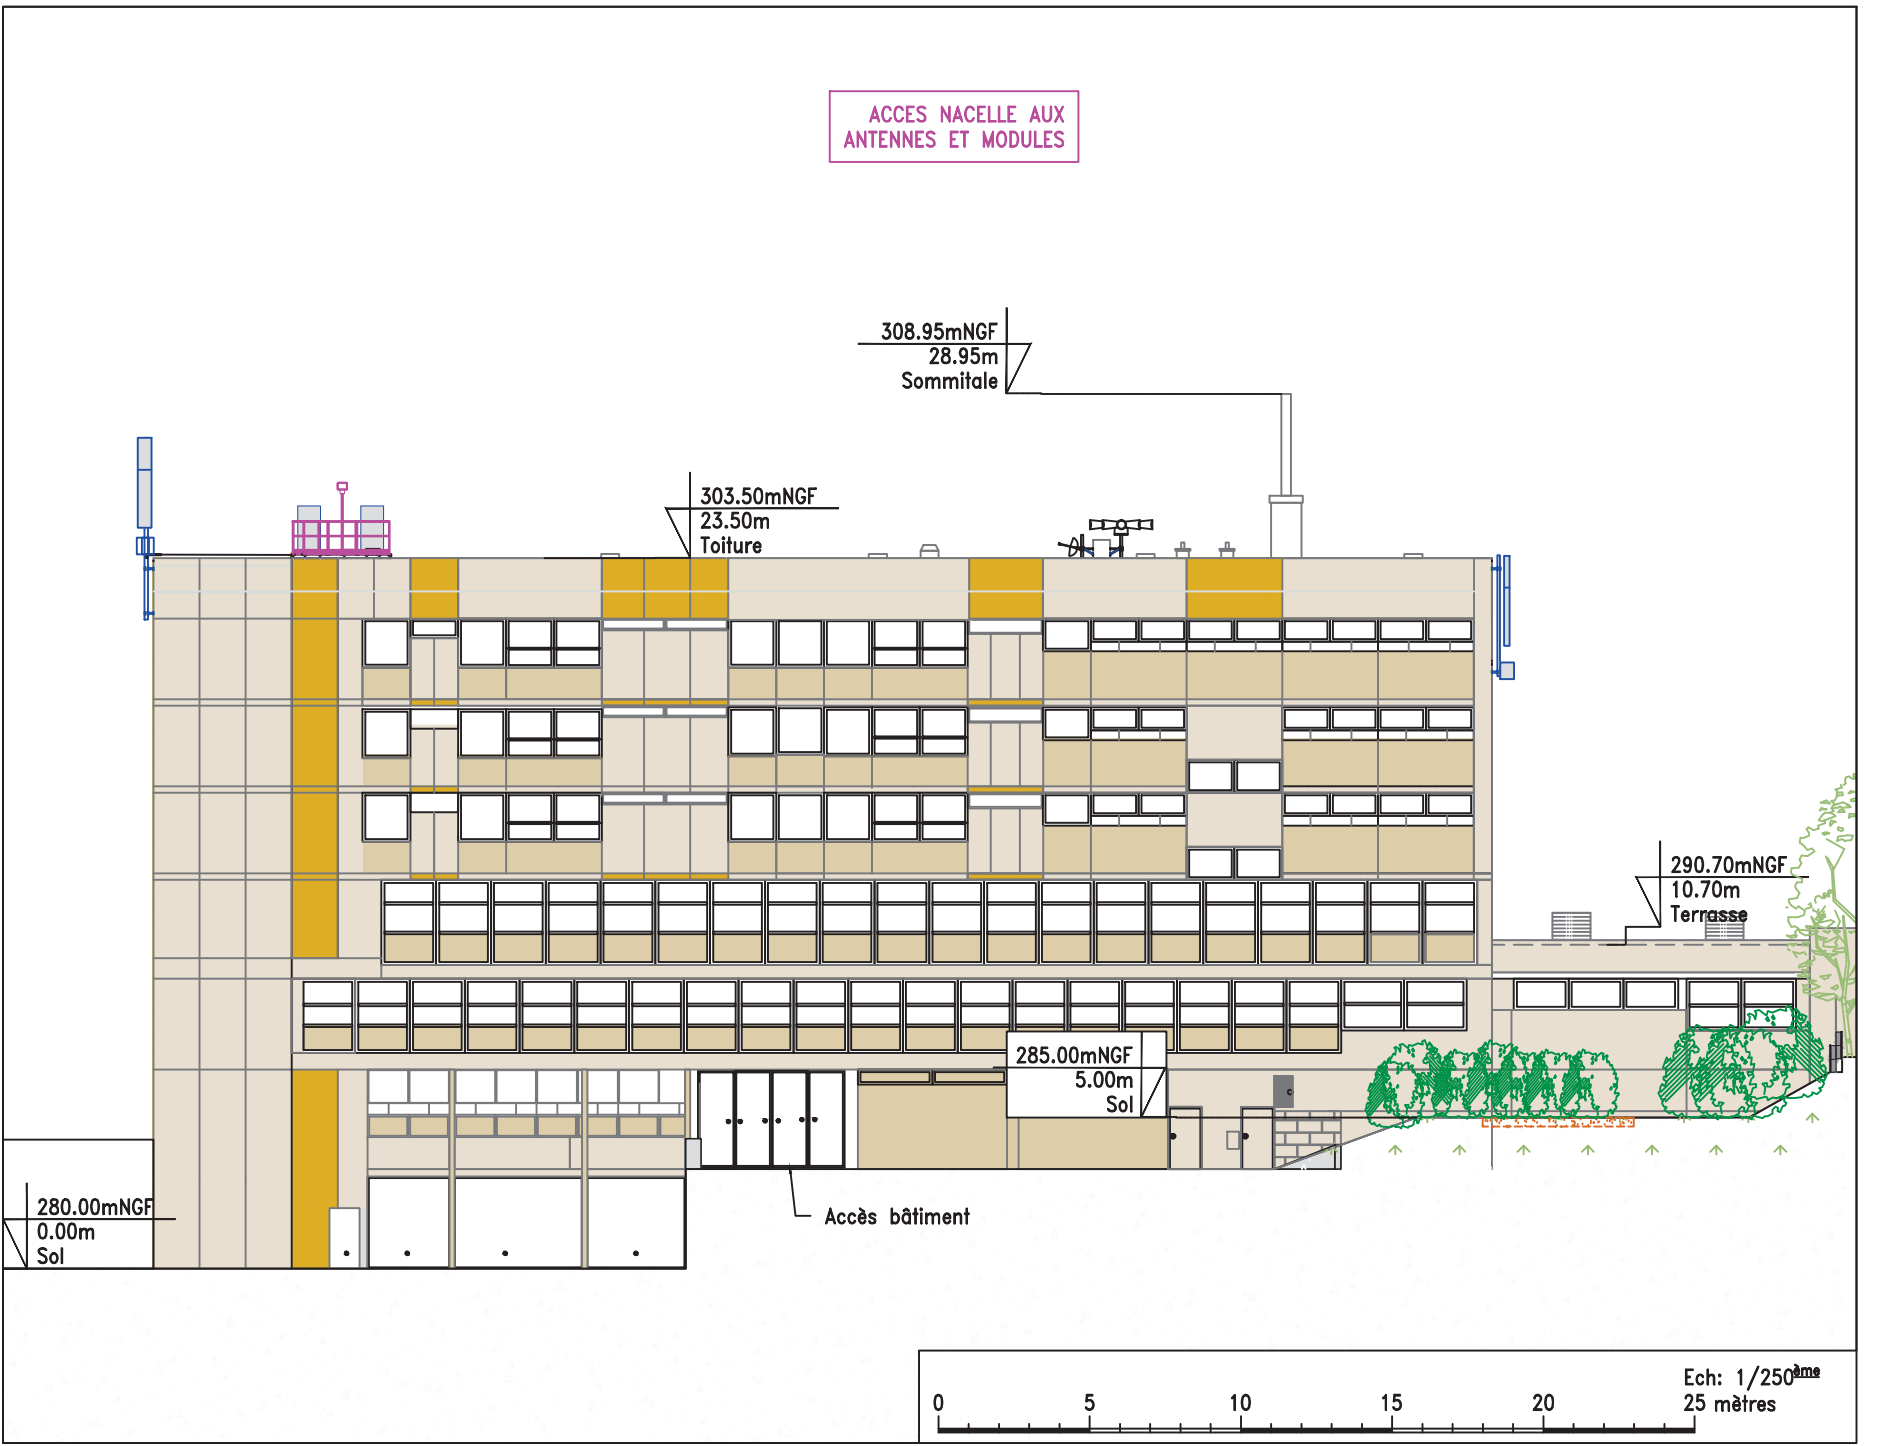 ACCES NACELLE AUX
ANTENNES ET MODULES
308.95mNGF
28.95m
Sommitale
303.50mNGF
23.50m
Toiture
290.70mNGF
10.70m
Terrasse
285.00mNGF
5.00m
Sol
280.00mNGF
0.00m
Sol
Accès bâtiment
Ech: 1/250ème
0 5 10 15 20 25 mètres